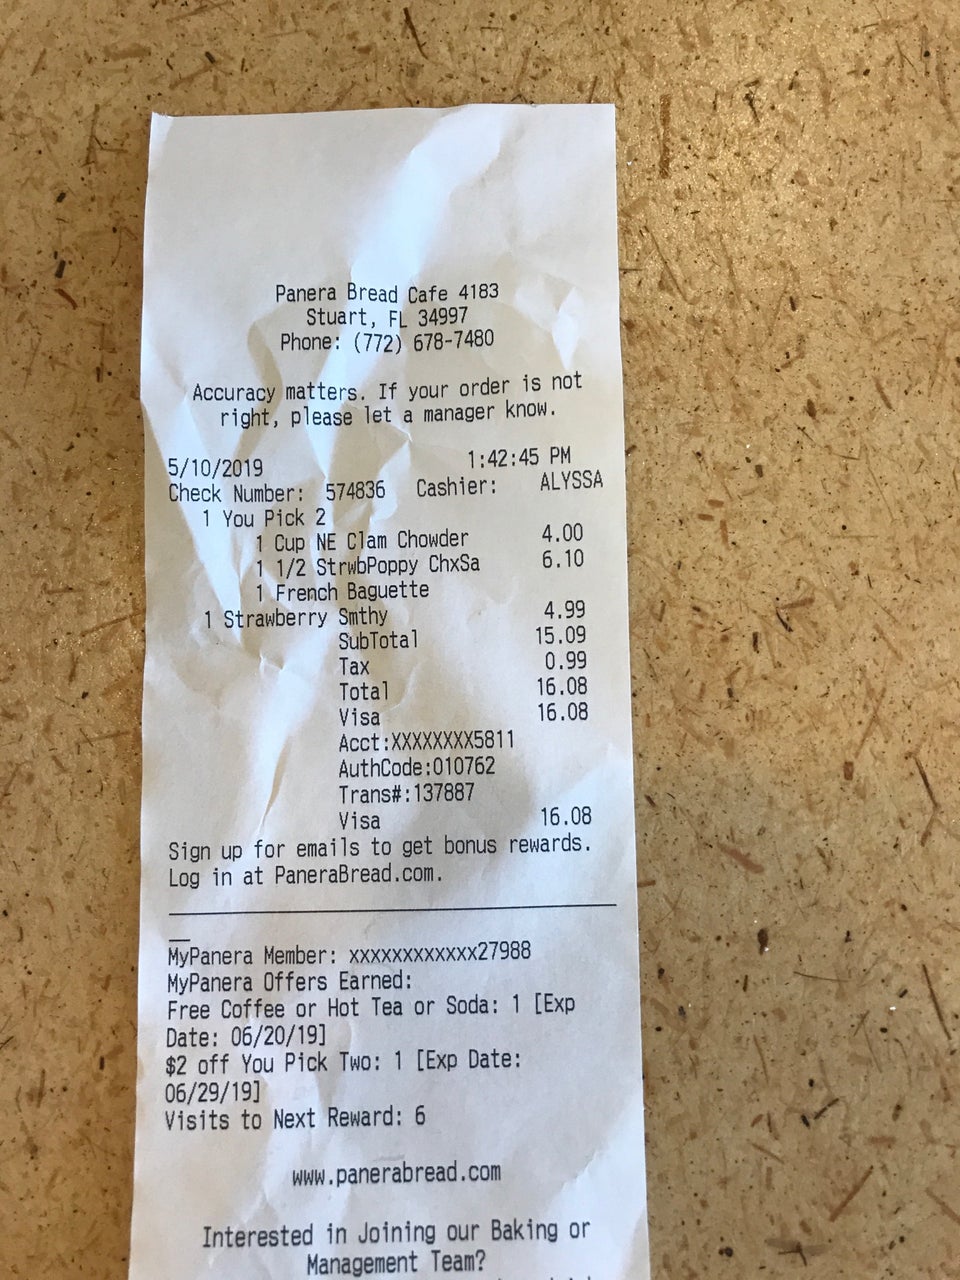 Panera Bread Cafe 4183
Stuart, FL 34997
Phone: (772) 678-7480
Accuracy matters. If your order is not
right, please let a manager know.
5/10/2019 1:42:45 PM
Check Number: 574836 Cashier: ALYSSA
1 You Pick 2
1 Cup NE Clam Chowder 4.00
1 1/2 StrwbPoppy ChxSa 6.10
1 French Baguette
1 Strawberry Smthy 4.99
SubTotal 15.09
Tax 0.99
Total 16.08
Visa 16.08
Acct:XXXXXXXX5811
AuthCode:010762
Trans#:137887
Visa 16.08
Sign up for emails to get bonus rewards.
Log in at PaneraBread.com.
MyPanera Member: xxxxxxxxxxxx27988
MyPanera Offers Earned:
Free Coffee or Hot Tea or Soda: 1 [Exp
Date: 06/20/19]
$2 off You Pick Two: 1 [Exp Date:
06/29/19]
Visits to Next Reward: 6
www.panerabread.com
Interested in Joining our Baking or
Management Team?